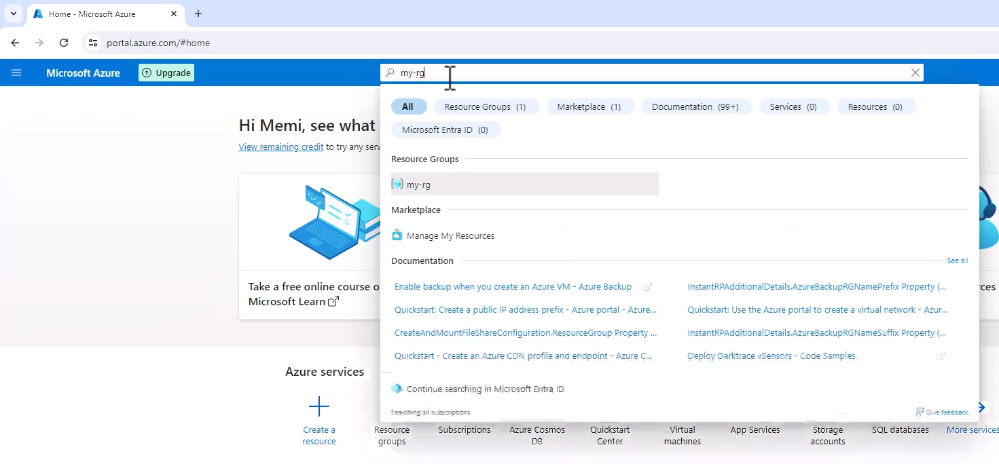 Home - Microsoft Azure
portal.azure.com/#home
Microsoft Azure
Upgrade
my-rg
All
Resource Groups (1)
Marketplace (1)
Documentation (99+)
Services (0)
Resources (0)
Microsoft Entra ID (0)
Hi Memi, see what
View remaining credit to try any serv
Resource Groups
my-rg
Marketplace
Manage My Resources
Documentation
See all
Enable backup when you create an Azure VM - Azure Backup
InstantRPAdditionalDetails.AzureBackupRGNamePrefix Property (...
Quickstart: Create a public IP address prefix - Azure portal - Azure...
Quickstart: Use the Azure portal to create a virtual network - Azur...
CreateAndMountFileShareConfiguration.ResourceGroup Property ...
InstantRPAdditionalDetails.AzureBackupRGNameSuffix Property (...
Quickstart - Create an Azure CDN profile and endpoint - Azure C...
Deploy Darktrace vSensors - Code Samples
Continue searching in Microsoft Entra ID
Searching all subscriptions
Give feedback
Take a free online course o
Microsoft Learn
rces
Azure services
Create a
resource
Resource
groups
Subscriptions
Azure Cosmos
DB
Quickstart
Center
Virtual
machines
App Services
Storage
accounts
SQL databases
More services